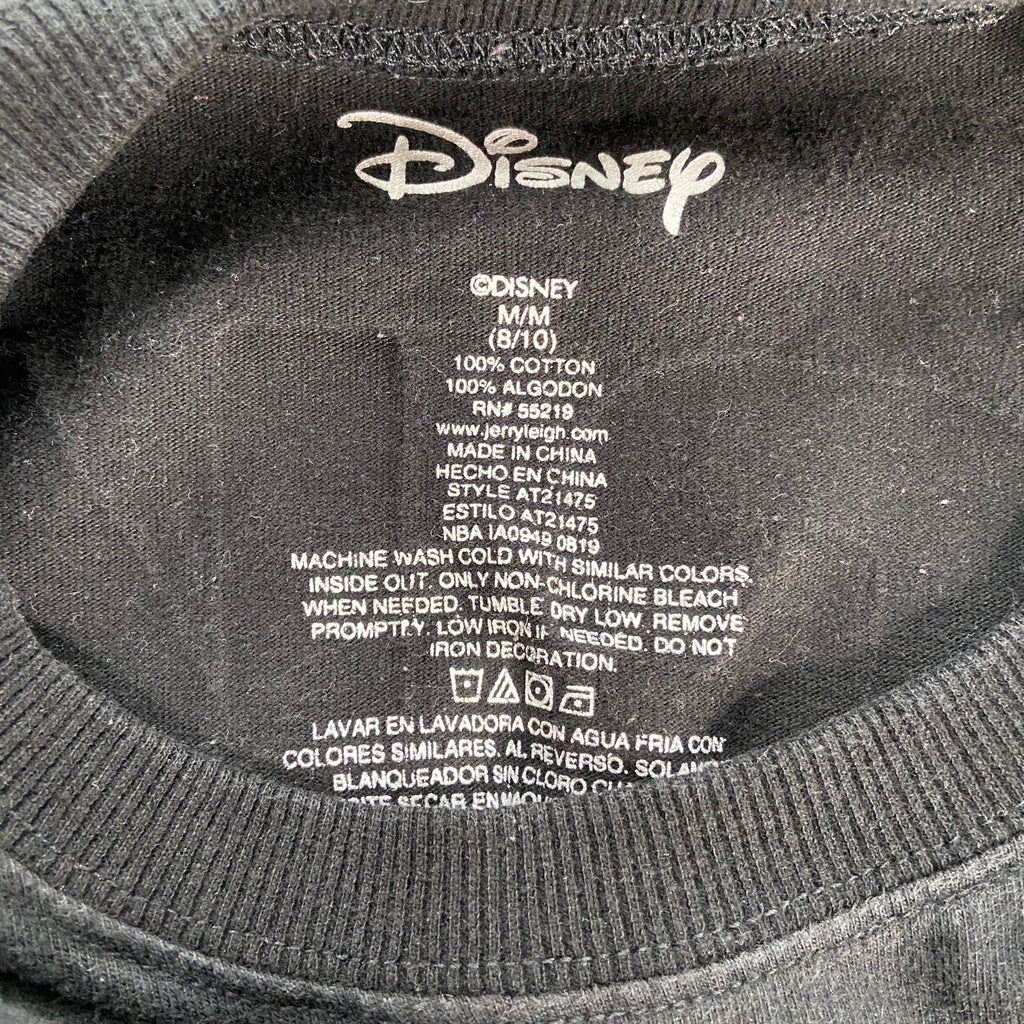 Disney
©DISNEY
M/M
(8/10)
100% COTTON
100% ALGODON
RN# 55219
www.jerryleigh.com
MADE IN CHINA
HECHO EN CHINA
STYLE AT21475
ESTILO AT21475
NBA IA0949 0819
MACHINE WASH COLD WITH SIMILAR COLORS.
INSIDE OUT. ONLY NON-CHLORINE BLEACH
WHEN NEEDED. TUMBLE DRY LOW. REMOVE
PROMPTLY. LOW IRON IF NEEDED. DO NOT
IRON DECORATION.
LAVAR EN LAVADORA CON AGUA FRIA CON
COLORES SIMILARES. AL REVERSO.
BLANQUEADOR SIN CLORO
SECAR EN